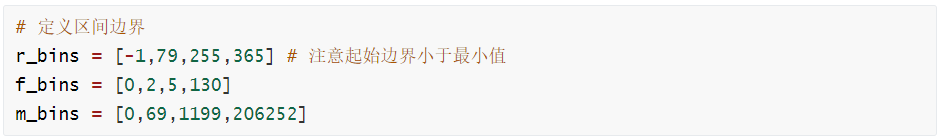 # 定义区间边界
r_bins = [-1,79,255,365] # 注意起始边界小于最小值
f_bins = [0,2,5,130]
m_bins = [0,69,1199,206252]